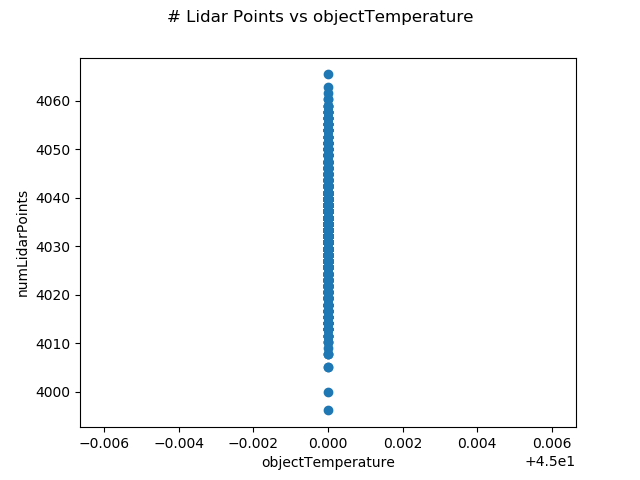 # Lidar Points vs objectTemperature
4060
4050
4040
4030
4020
4010
4000
numLidarPoints
−0.006 −0.004 −0.002 0.000 0.002 0.004 0.006
objectTemperature
+4.5e1